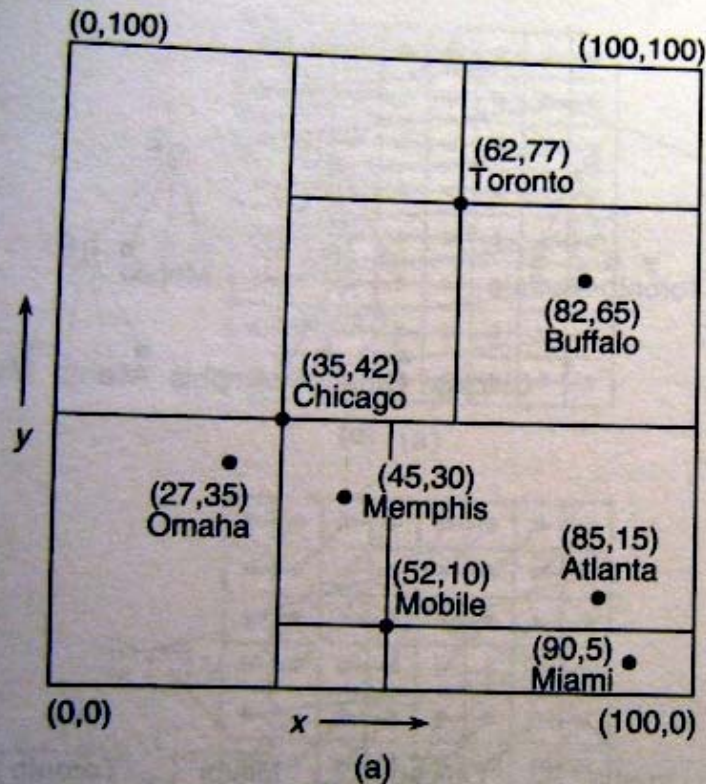 (0,100)
(100,100)
(62,77)
Toronto
(82,65)
Buffalo
(35,42)
Chicago
y
(27,35)
Omaha
(45,30)
Memphis
(85,15)
Atlanta
(52,10)
Mobile
(90,5)
Miami
(0,0)
x
(100,0)
(a)